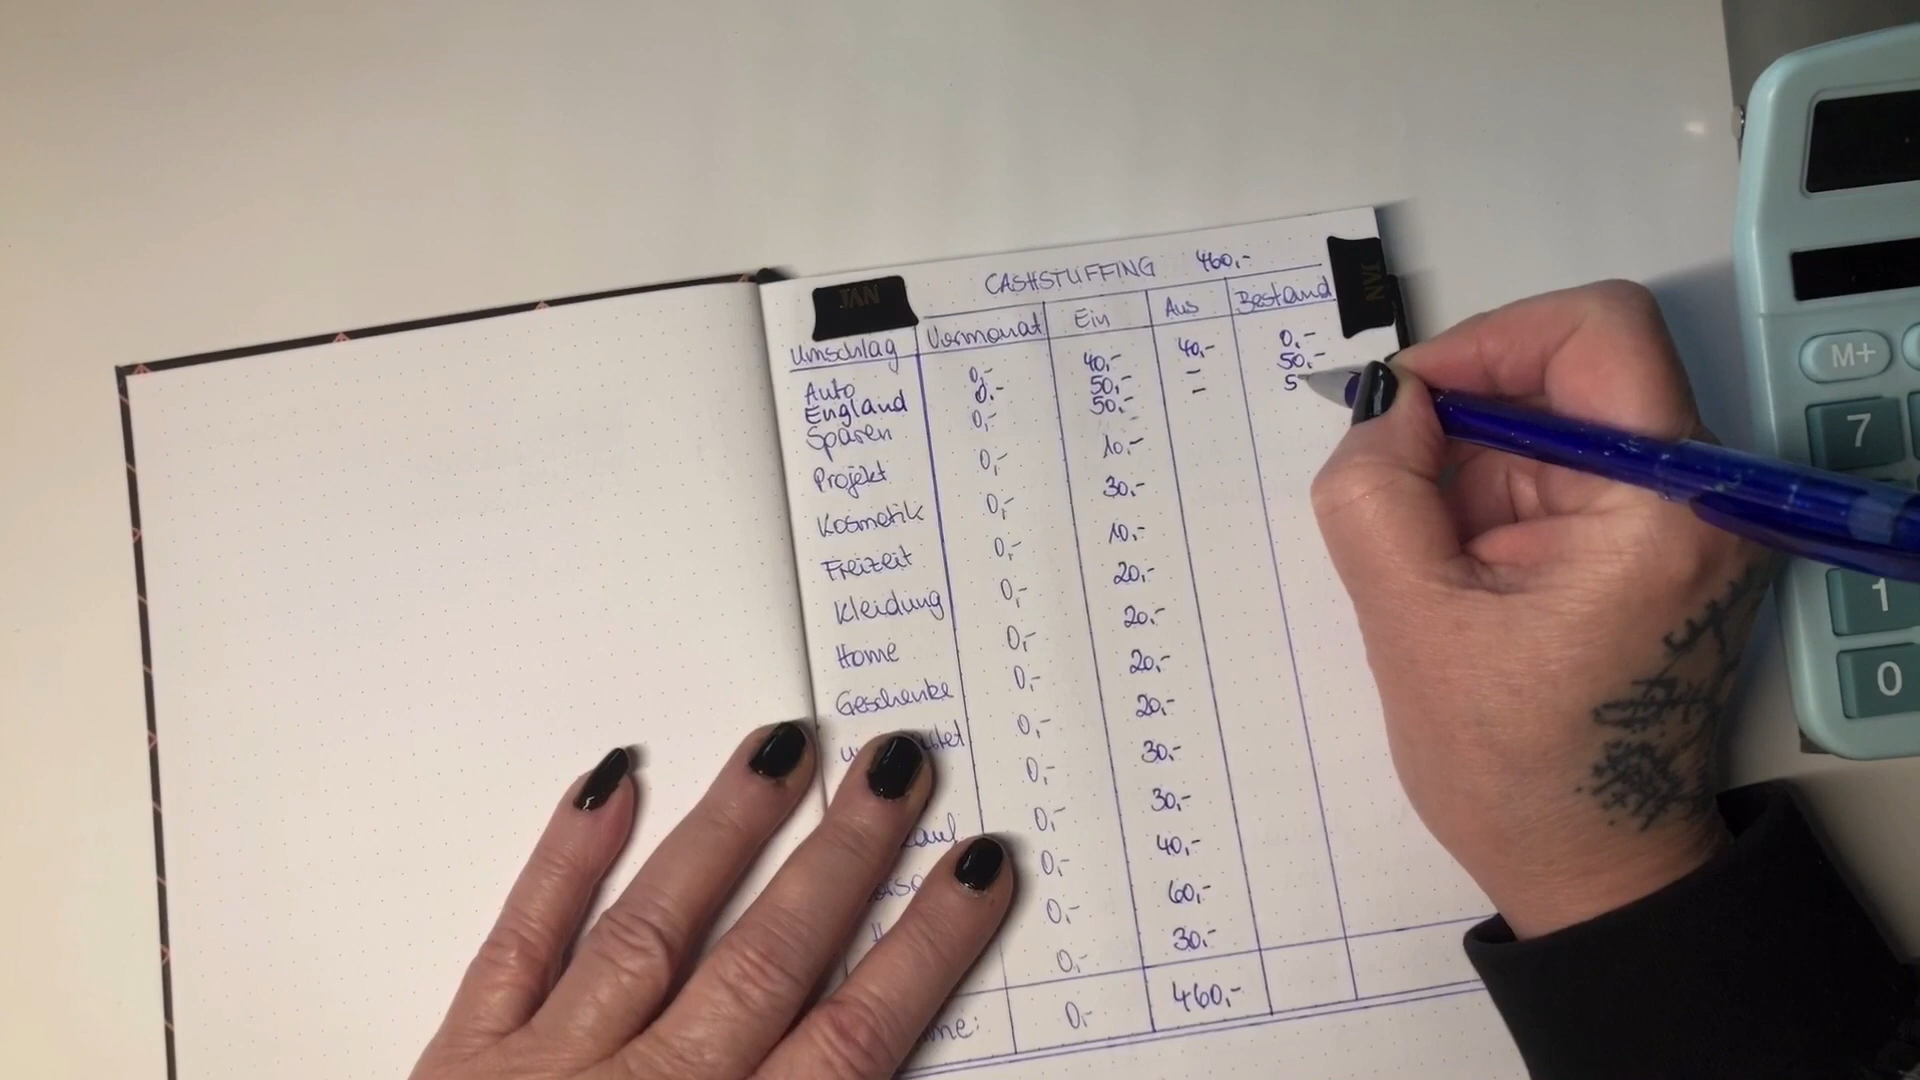 CASHSTUFFING 460,-
JAN
JAN
Umschlag Vormonat Ein Aus Bestand
Auto 0,- 40,- 40,- 0,-
England 0,- 50,- - 50,-
Sparen 0,- 50,- - 5
Projekt 0,- 10,-
Kosmetik 0,- 30,-
Freizeit 0,- 10,-
Kleidung 0,- 20,-
Home 0,- 20,-
Geschenke 0,- 20,-
0,- 20,-
0,- 30,-
0,- 30,-
0,- 40,-
0,- 60,-
0,- 30,-
0,- 460,-
M+
7
1
0